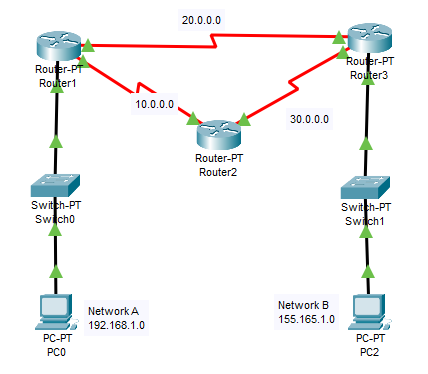 20.0.0.0
Router-PT
Router1
Router-PT
Router3
10.0.0.0
30.0.0.0
Router-PT
Router2
Switch-PT
Switch0
Switch-PT
Switch1
Network A
192.168.1.0
Network B
155.165.1.0
PC-PT
PC0
PC-PT
PC2